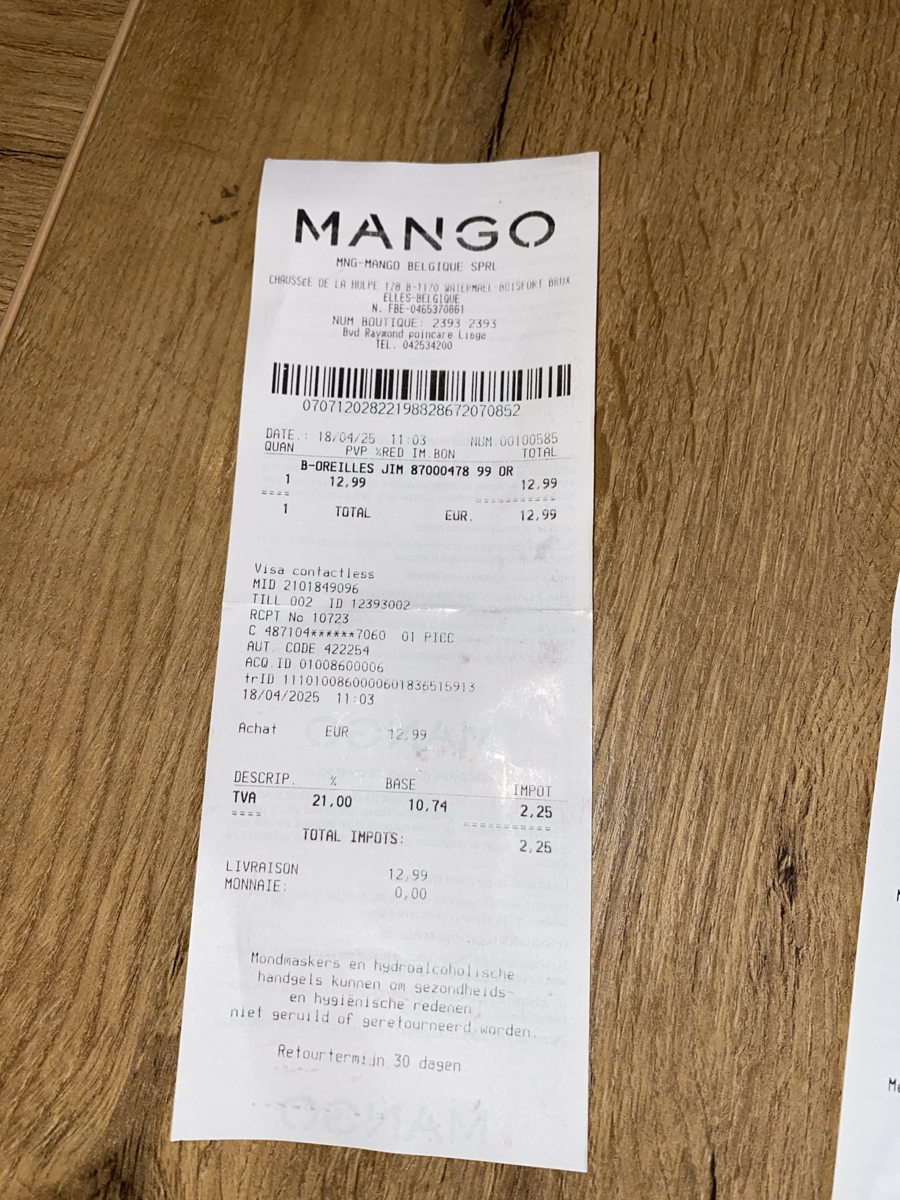 MANGO
MNG-MANGO BELGIQUE SPRL
CHAUSSéE DE LA HULPE 178 B-1170 WATERMAEL-BOISFORT BRUX
ELLES-BELGIQUE
N. FBE-0465370861
NUM BOUTIQUE: 2393 2393
Bvd Raymond poincare Liege
TEL. 042534200
07071202822198828672070852
DATE.: 18/04/25 11:03 NUM.00100585
QUAN PVP %RED IM.BON TOTAL
B-OREILLES JIM 87000478 99 OR
1 12,99 12,99
==== ===========
1 TOTAL EUR. 12,99
Visa contactless
MID 2101849096
TILL 002 ID 12393002
RCPT No 10723
C 487104******7060 01 PICC
AUT. CODE 422254
ACQ.ID 01008600006
trID 1110100860000601836515913
18/04/2025 11:03
Achat EUR 12,99
DESCRIP. % BASE IMPOT
TVA 21,00 10,74 2,25
==== ===========
TOTAL IMPOTS: 2,25
LIVRAISON 12,99
MONNAIE: 0,00
Mondmaskers en hydroalcoholische
handgels kunnen om gezondheids-
en hygiënische redenen
niet geruild of geretourneerd worden.
Retourtermijn 30 dagen